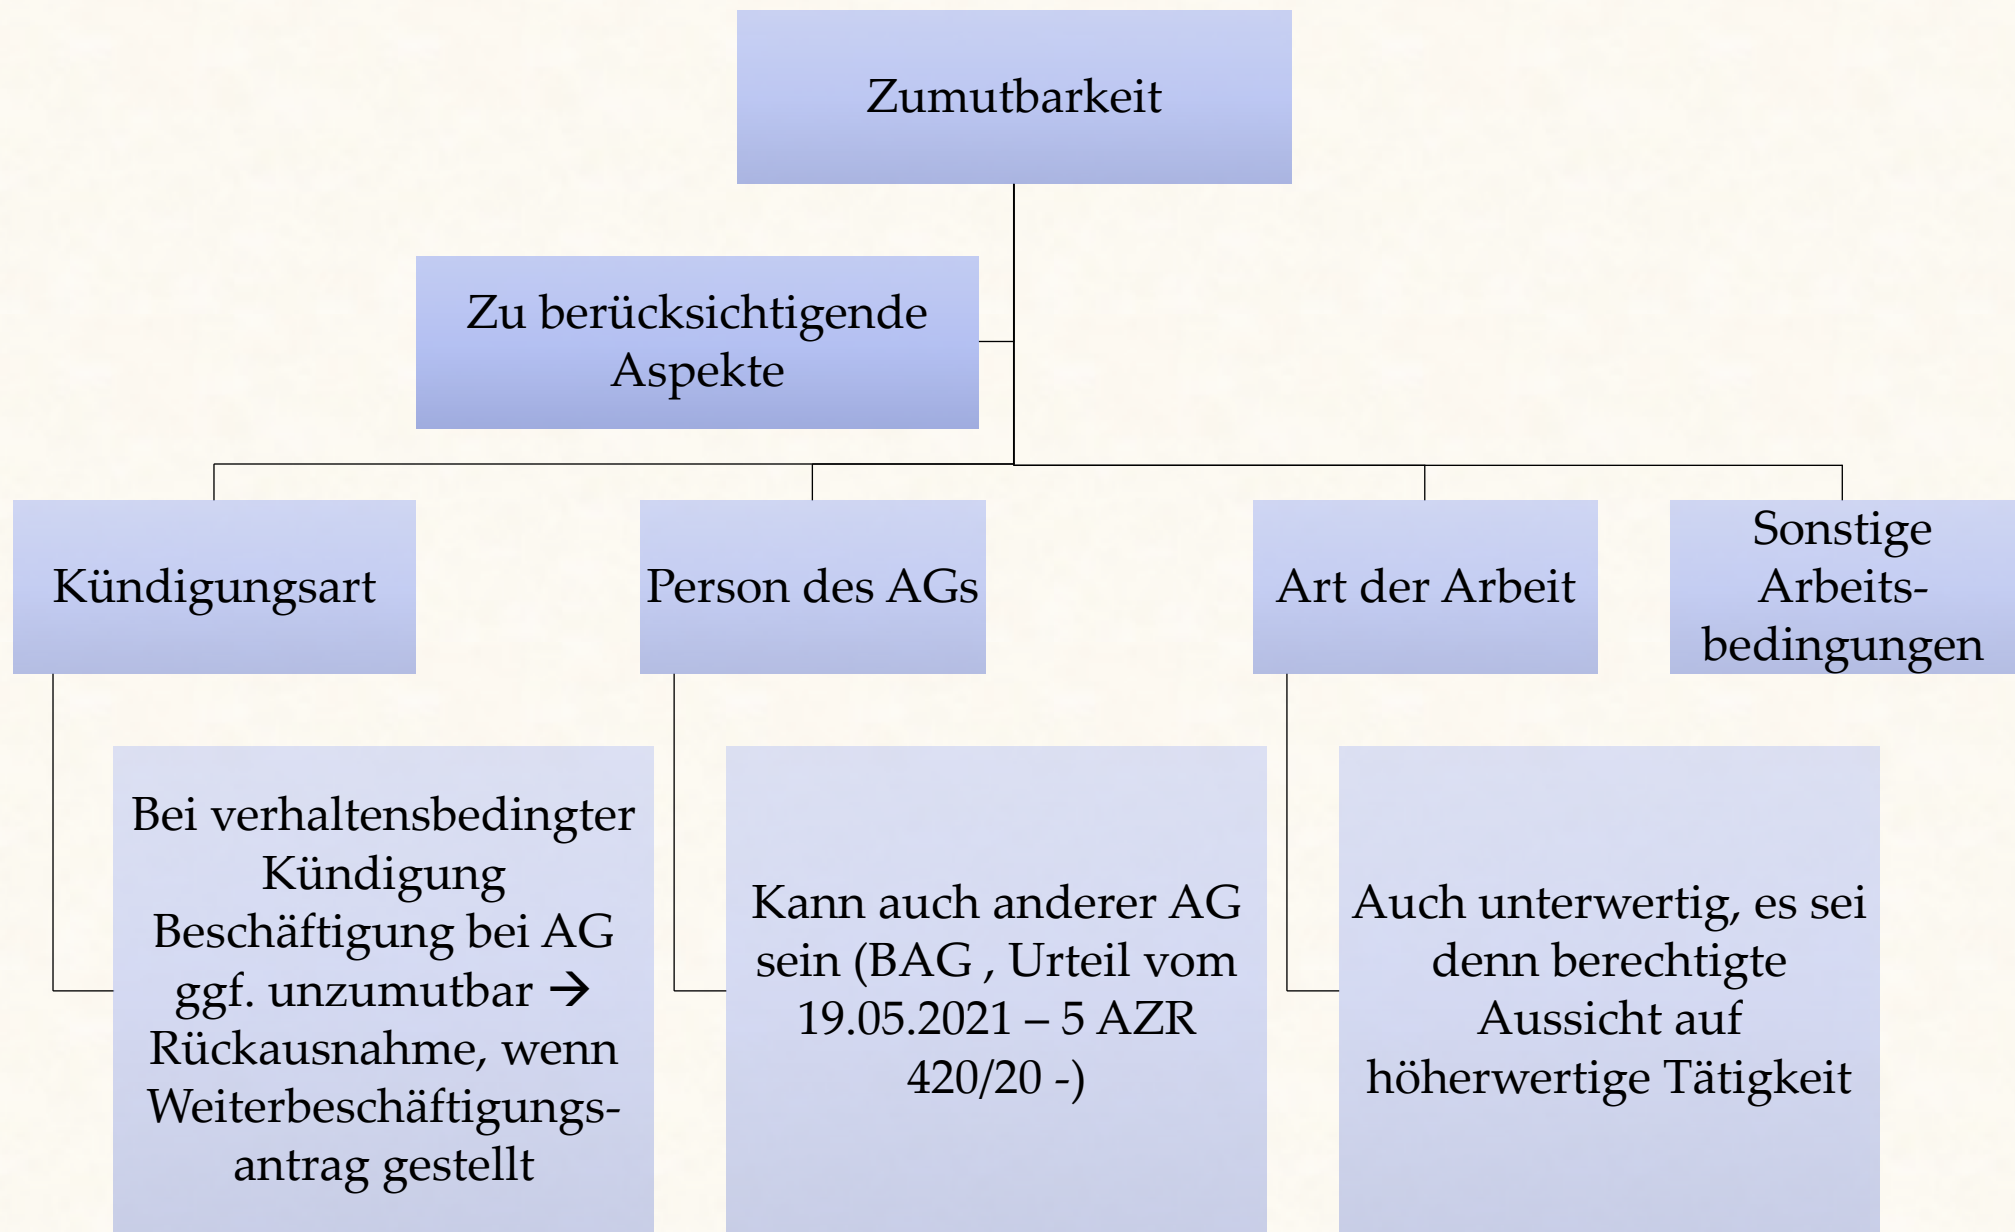 Zumutbarkeit
Zu berücksichtigende
Aspekte
Kündigungsart
Person des AGs
Art der Arbeit
Sonstige
Arbeits-
bedingungen
Bei verhaltensbedingter
Kündigung
Beschäftigung bei AG
ggf. unzumutbar →
Rückausnahme, wenn
Weiterbeschäftigungs-
antrag gestellt
Kann auch anderer AG
sein (BAG , Urteil vom
19.05.2021 – 5 AZR
420/20 -)
Auch unterwertig, es sei
denn berechtigte
Aussicht auf
höherwertige Tätigkeit